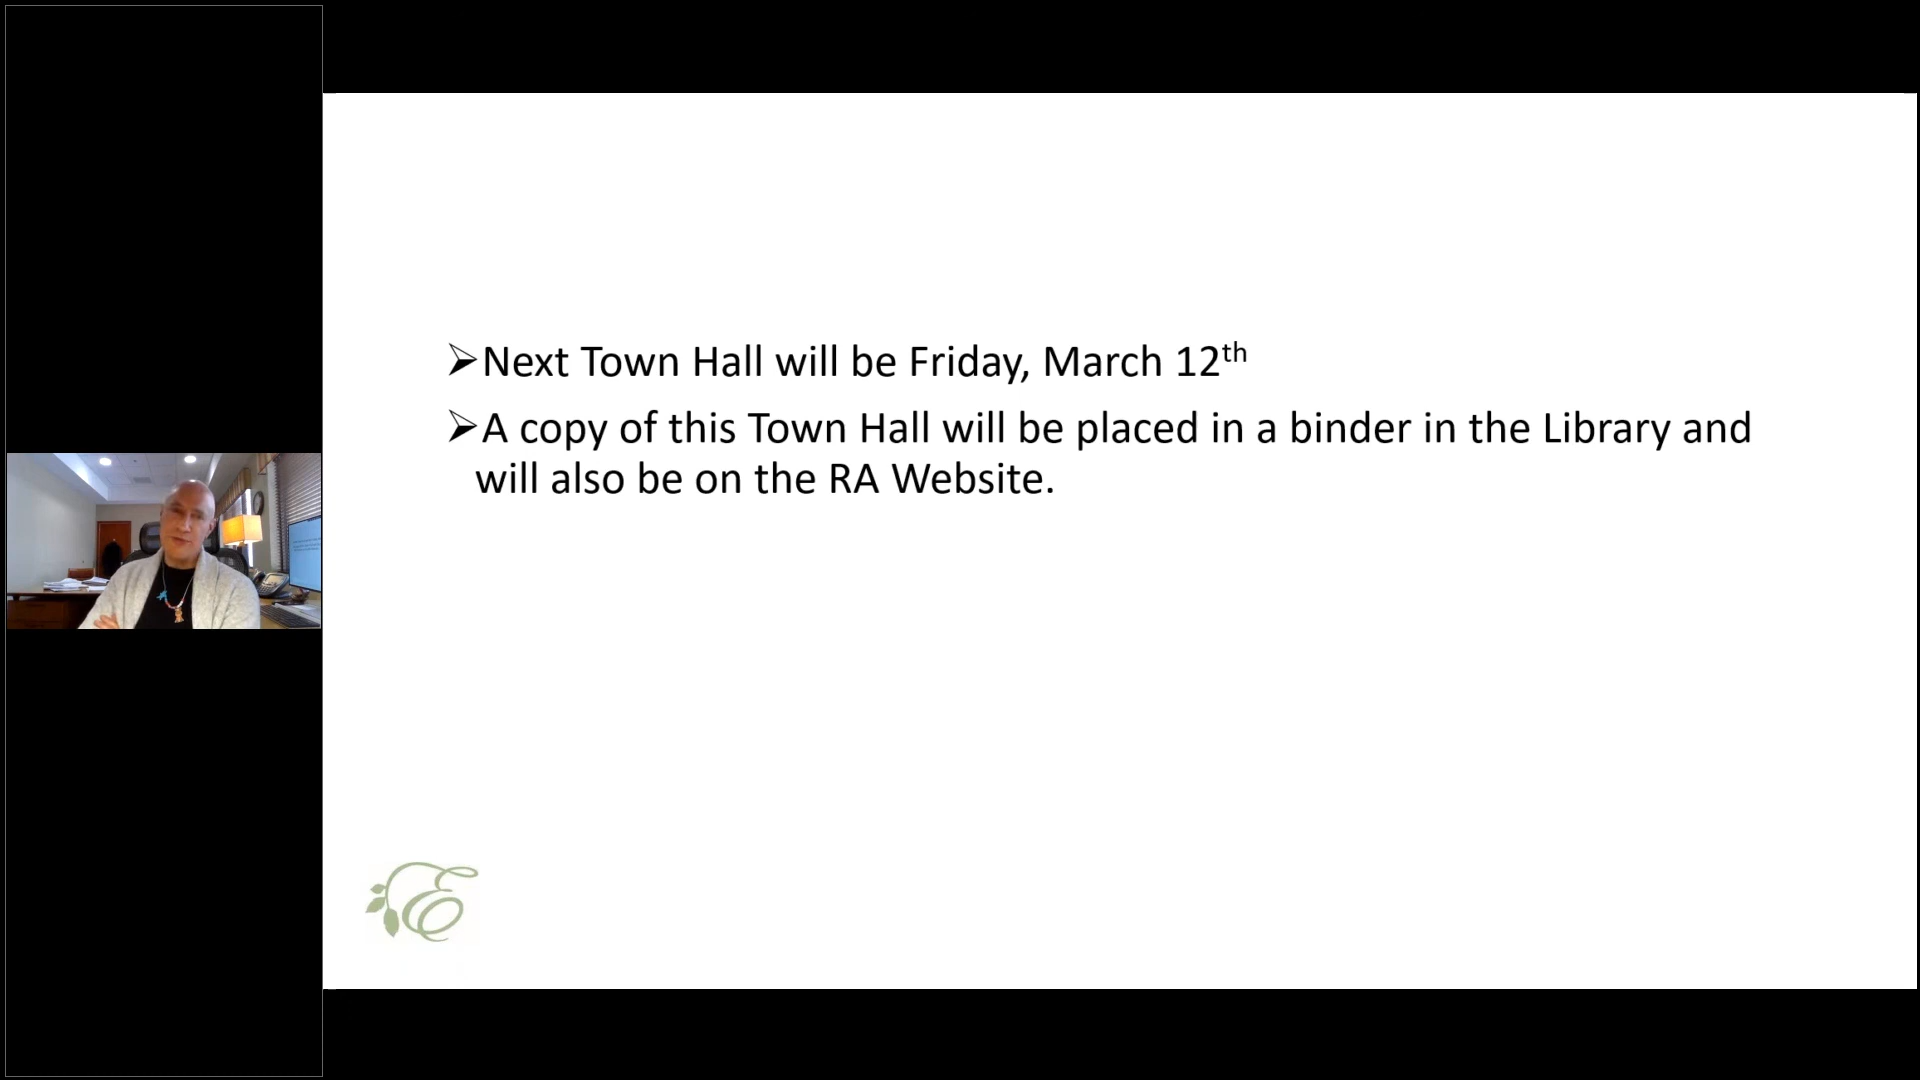 ➢Next Town Hall will be Friday, March 12th
➢A copy of this Town Hall will be placed in a binder in the Library and
will also be on the RA Website.
E